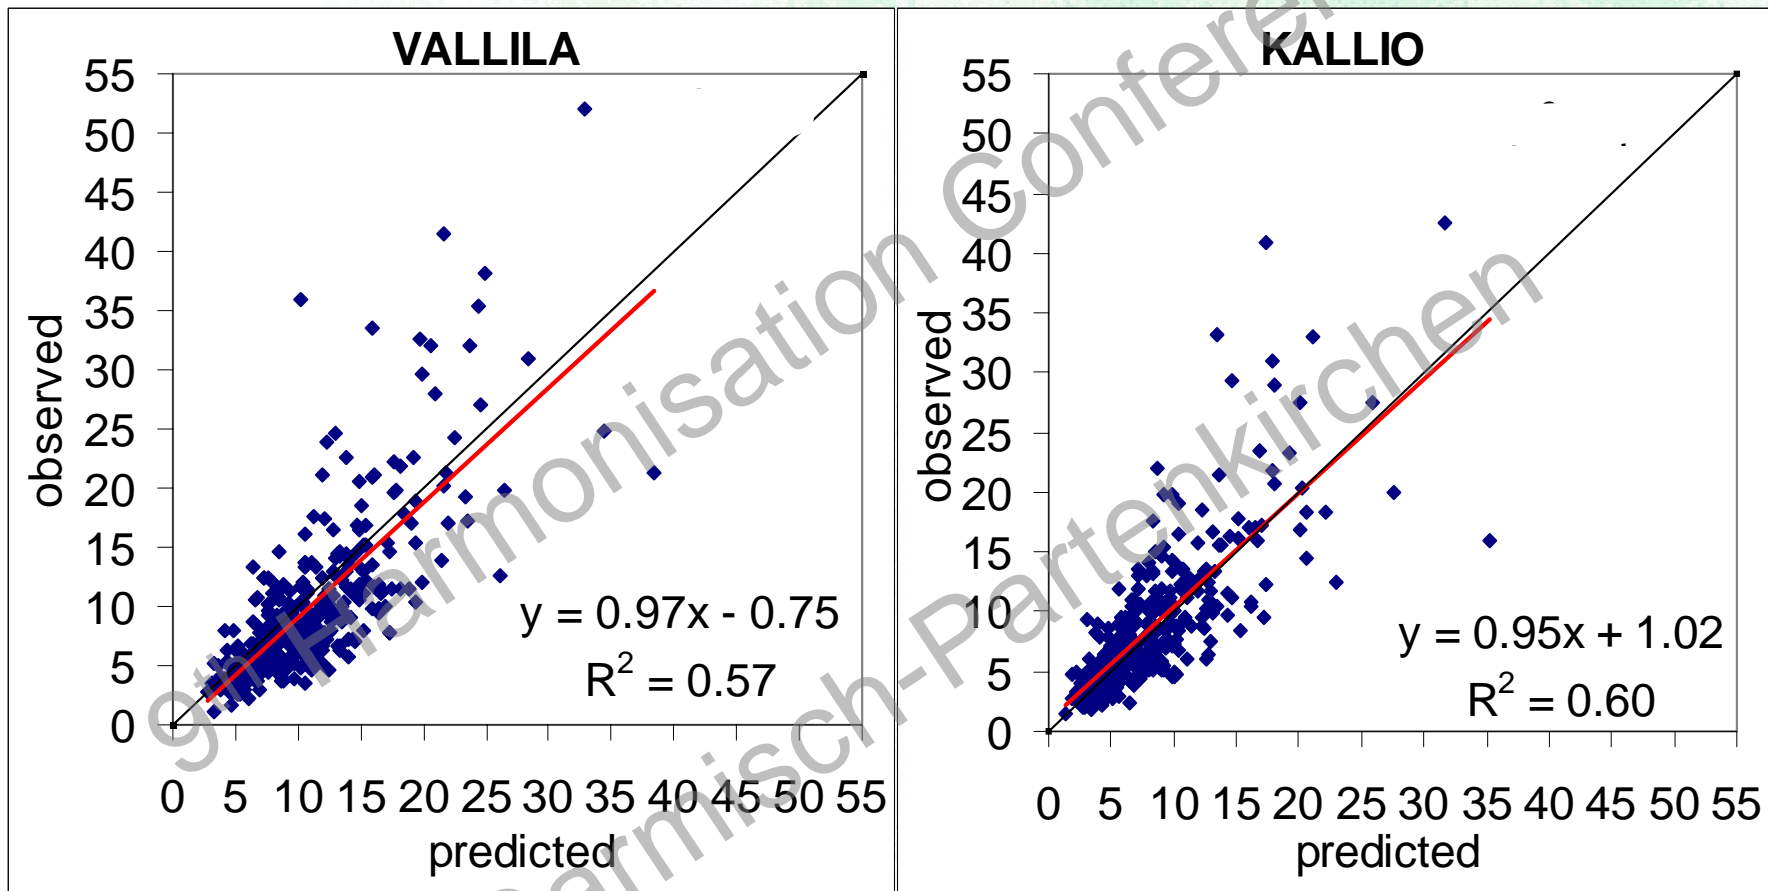 VALLILA
55
50
45
40
35
30
25
20
15
10
5
0
observed
y = 0.97x - 0.75
R² = 0.57
0 5 10 15 20 25 30 35 40 45 50 55
predicted
KALLIO
55
50
45
40
35
30
25
20
15
10
5
0
observed
y = 0.95x + 1.02
R² = 0.60
0 5 10 15 20 25 30 35 40 45 50 55
predicted
9th Harmonisation Conferen
armisch-Partenkirchen